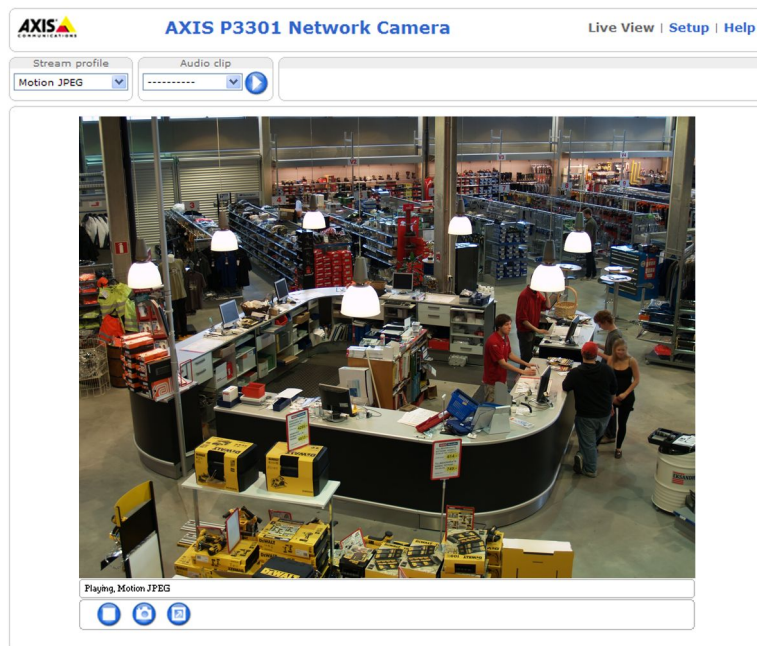 AXIS
COMMUNICATIONS
AXIS P3301 Network Camera
Live View | Setup | Help
Stream profile
Audio clip
Motion JPEG
----------
DEWALT
DEWALT
DEWALT
Playing, Motion JPEG